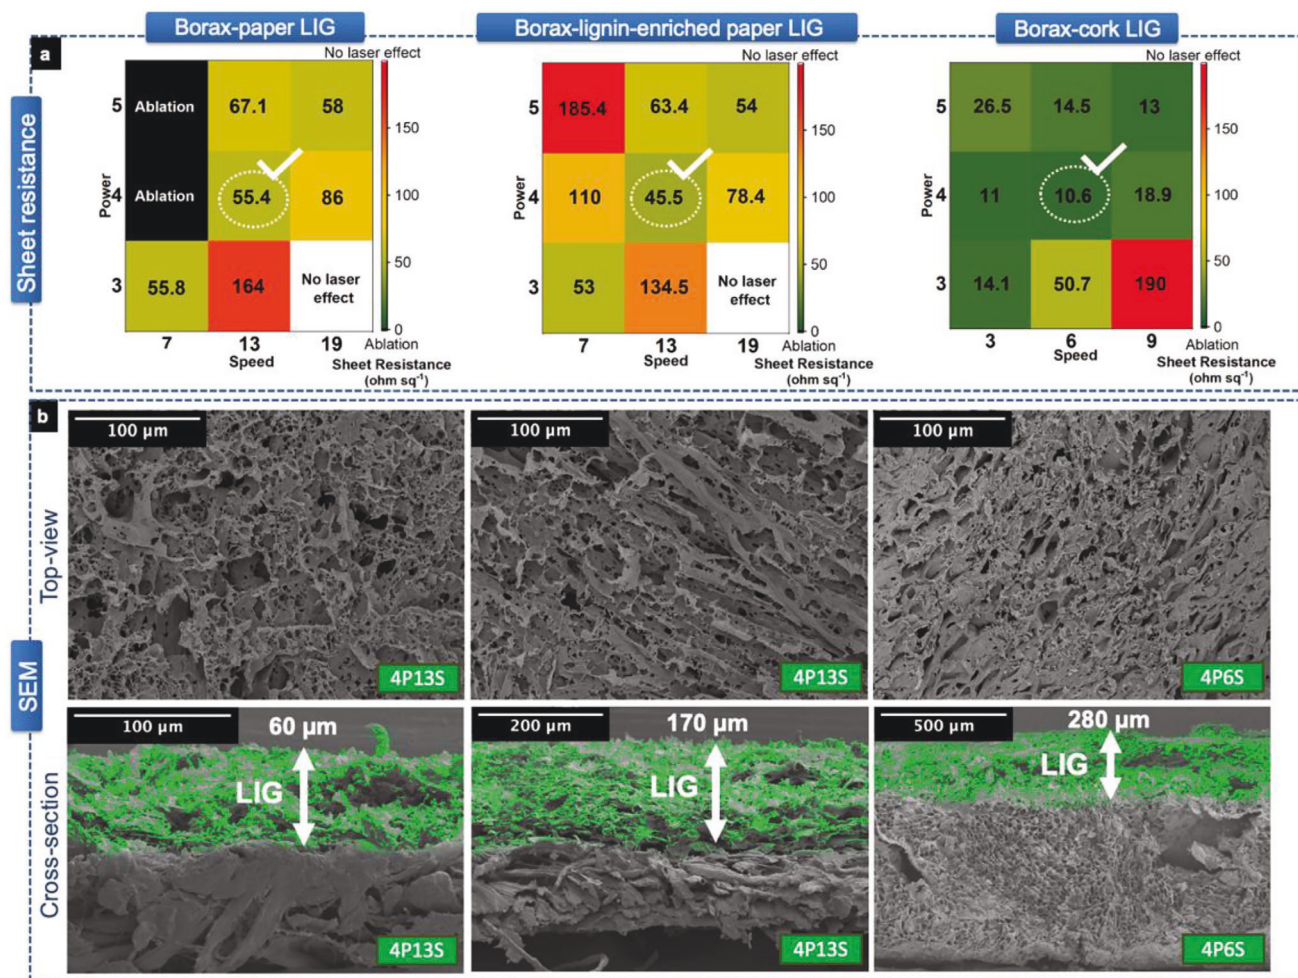 Borax-paper LIG
Borax-lignin-enriched paper LIG
Borax-cork LIG
a
Sheet resistance
No laser effect
5
Ablation
67.1
58
150
Power
4
Ablation
55.4
86
100
3
55.8
164
No laser
effect
50
0
7
13
19
Ablation
Speed
Sheet Resistance
(ohm sq⁻¹)
No laser effect
5
185.4
63.4
54
150
Power
4
110
45.5
78.4
100
3
53
134.5
No laser
effect
50
0
7
13
19
Ablation
Speed
Sheet Resistance
(ohm sq⁻¹)
No laser effect
5
26.5
14.5
13
150
Power
4
11
10.6
18.9
100
3
14.1
50.7
190
50
0
3
6
9
Ablation
Speed
Sheet Resistance
(ohm sq⁻¹)
b
SEM
Top-view
100 µm
4P13S
100 µm
4P13S
100 µm
4P6S
Cross-section
100 µm
60 µm
LIG
4P13S
200 µm
170 µm
LIG
4P13S
500 µm
280 µm
LIG
4P6S